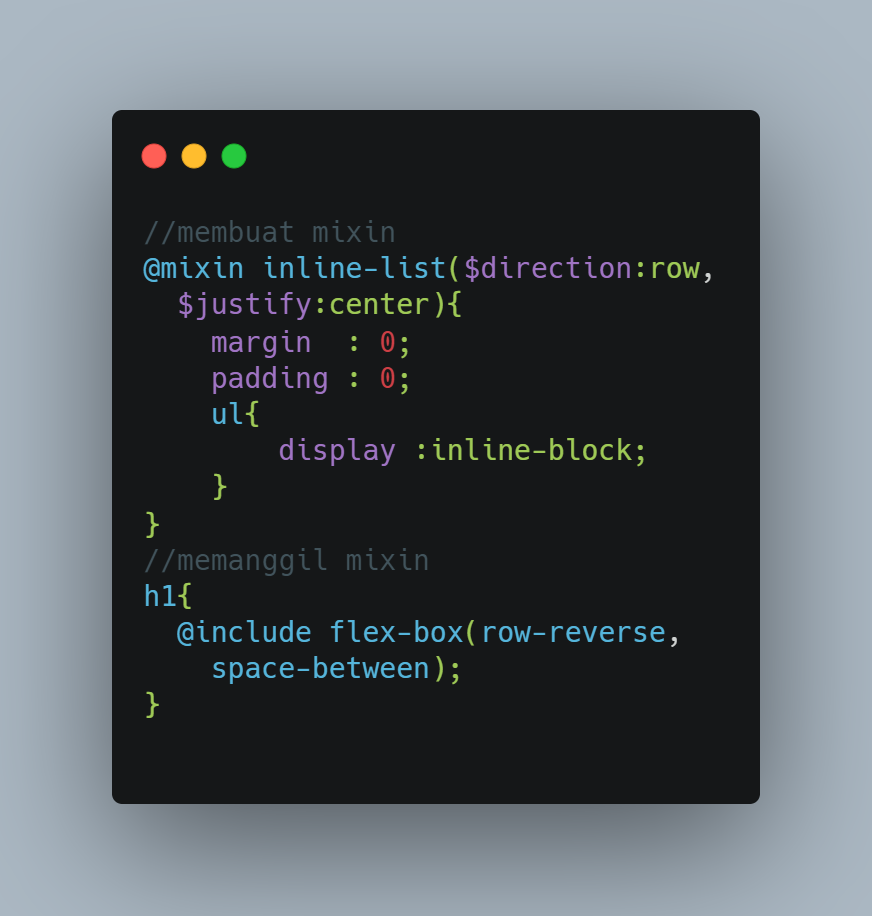 //membuat mixin
@mixin inline-list($direction:row,
  $justify:center){
    margin  : 0;
    padding : 0;
    ul{
        display :inline-block;
    }
}
//memanggil mixin
h1{
  @include flex-box(row-reverse,
    space-between);
}